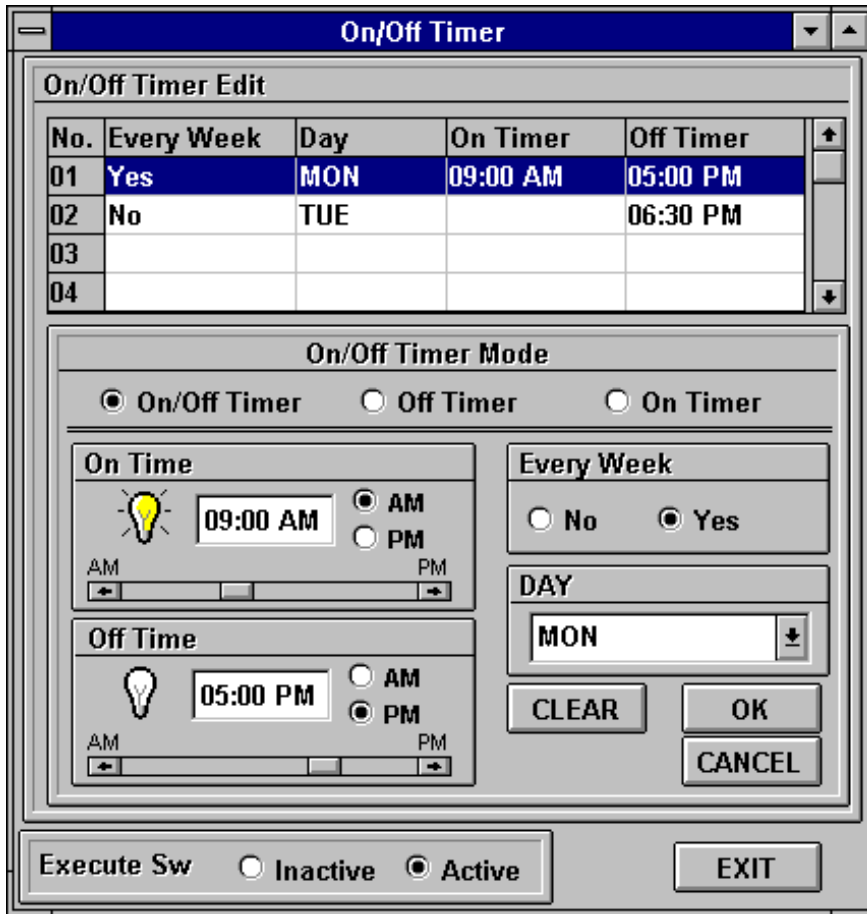 On/Off Timer
On/Off Timer Edit
No. Every Week Day On Timer Off Timer
01 Yes MON 09:00 AM 05:00 PM
02 No TUE 06:30 PM
03
04
On/Off Timer Mode
On/Off Timer Off Timer On Timer
On Time
09:00 AM
AM
PM
AM PM
Every Week
No Yes
DAY
MON
Off Time
05:00 PM
AM
PM
AM PM
CLEAR OK
CANCEL
Execute Sw Inactive Active
EXIT